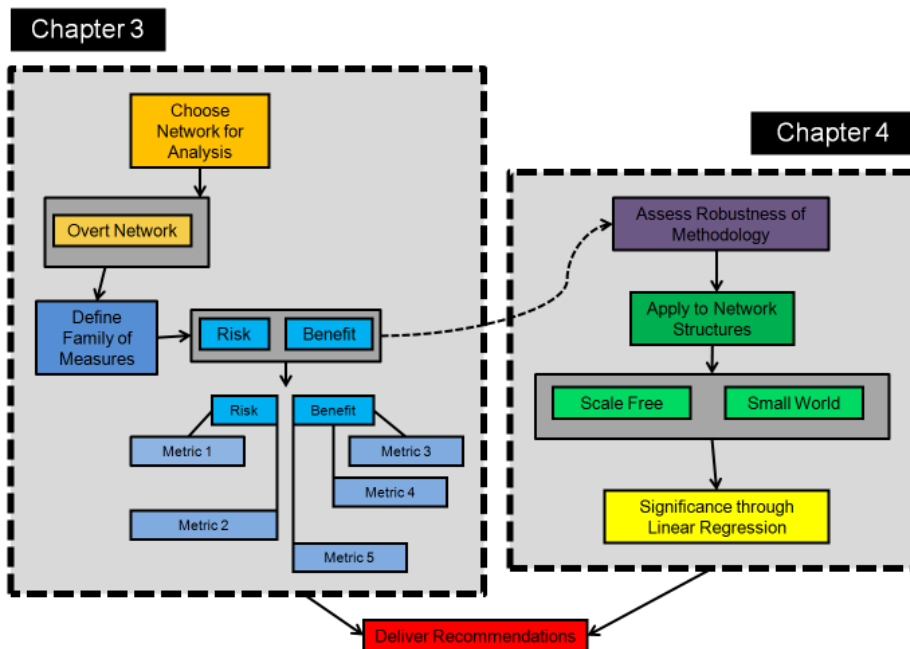 Chapter 3
Choose
Network for
Analysis
Overt Network
Define
Family of
Measures
Risk
Benefit
Risk
Benefit
Metric 1
Metric 3
Metric 4
Metric 2
Metric 5
Chapter 4
Assess Robustness of
Methodology
Apply to Network
Structures
Scale Free
Small World
Significance through
Linear Regression
Deliver Recommendations